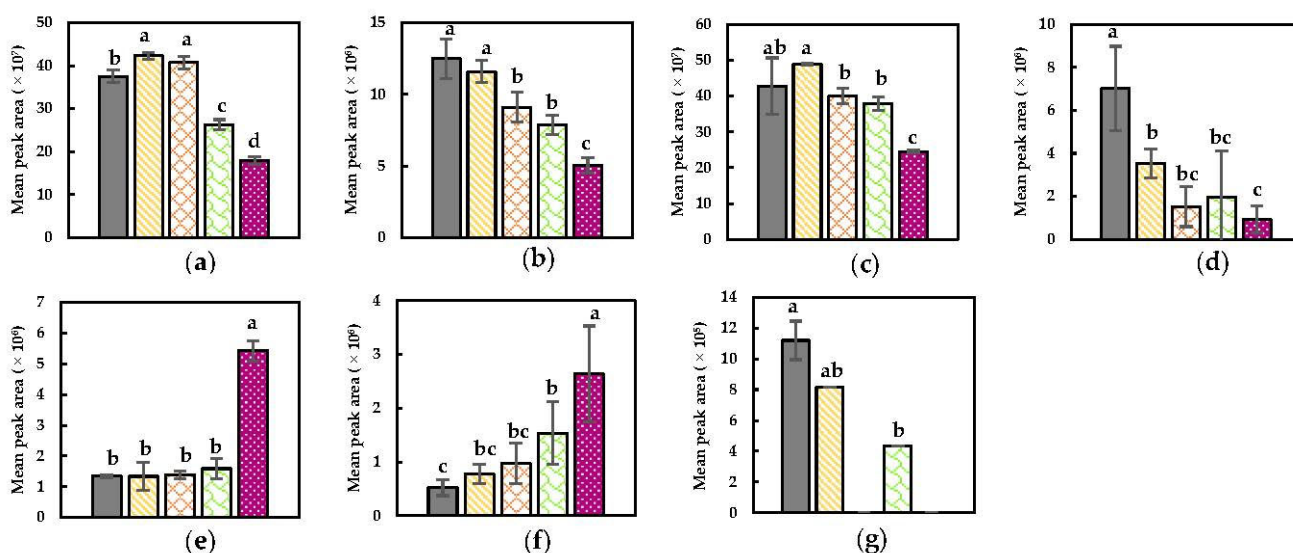 Mean peak area ( × 10⁷)
50
40
30
20
10
0
b a a c d
(a)
Mean peak area ( × 10⁶)
15
10
5
0
a a b b c
(b)
Mean peak area ( × 10⁷)
60
50
40
30
20
10
0
ab a b b c
(c)
Mean peak area ( × 10⁶)
10
8
6
4
2
0
a b bc bc c
(d)
Mean peak area ( × 10⁶)
7
6
5
4
3
2
1
0
b b b b a
(e)
Mean peak area ( × 10⁶)
4
3
2
1
0
c bc bc b a
(f)
Mean peak area ( × 10⁵)
14
12
10
8
6
4
2
0
a ab b
(g)